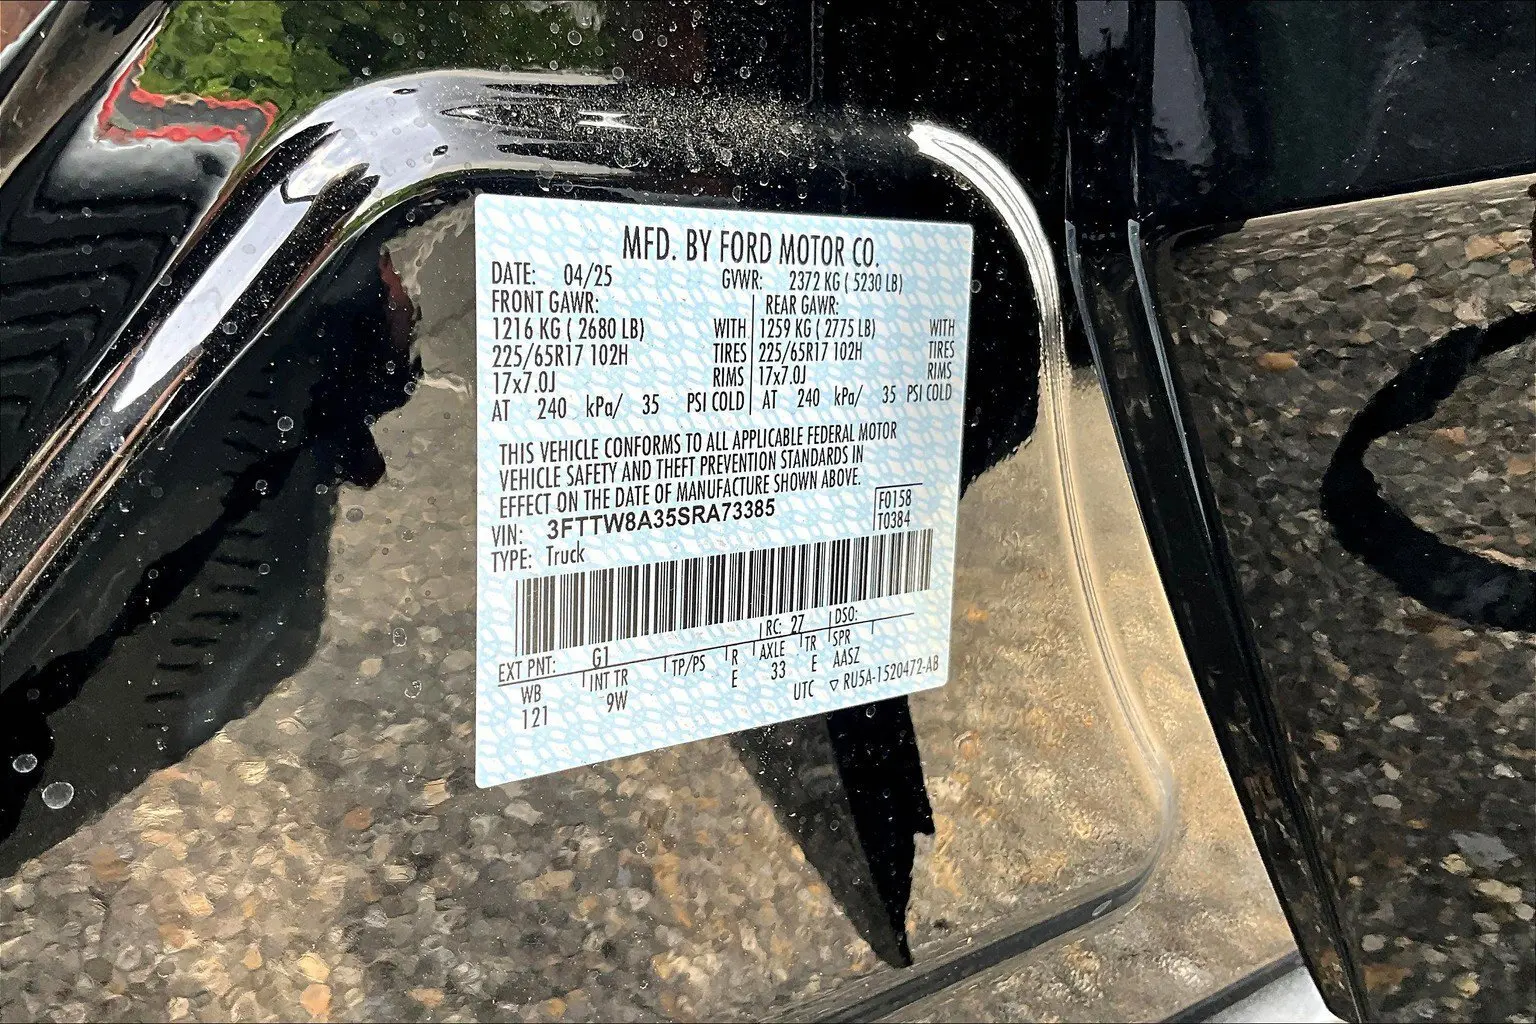 MFD. BY FORD MOTOR CO.
DATE: 04/25 GVWR: 2372 KG ( 5230 LB)
FRONT GAWR: REAR GAWR:
1216 KG ( 2680 LB) WITH 1259 KG ( 2775 LB) WITH
225/65R17 102H TIRES 225/65R17 102H TIRES
17x7.0J RIMS 17x7.0J RIMS
AT 240 kPa/ 35 PSI COLD AT 240 kPa/ 35 PSI COLD
THIS VEHICLE CONFORMS TO ALL APPLICABLE FEDERAL MOTOR
VEHICLE SAFETY AND THEFT PREVENTION STANDARDS IN
EFFECT ON THE DATE OF MANUFACTURE SHOWN ABOVE.
VIN: 3FTTW8A35SRA73385 F0158
TYPE: Truck T0384
EXT PNT: G1 RC: 27 DSO:
WB INT TR TP/PS R AXLE TR SPR
121 9W E 33 E AASZ
UTC ▽ RU5A-1520472-AB